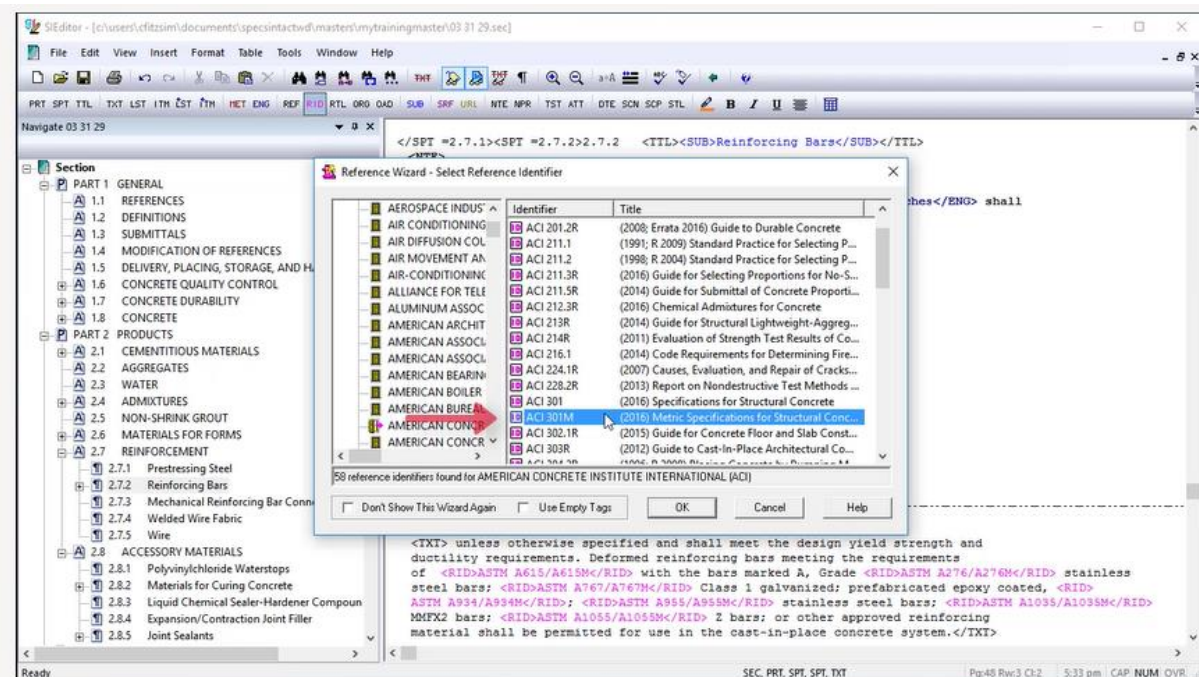 SIEditor - [c:\users\cfitzsim\documents\specsintactwd\masters\mytrainingmaster\03 31 29.sec]
File Edit View Insert Format Table Tools Window Help
PRT SPT TTL TXT LST ITM LST ITM MET ENG REF RID RTL ORG OAD SUB SRF URL NTE NPR TST ATT DTE SCN SCP STL B I U
Navigate 03 31 29
Section
PART 1 GENERAL
1.1 REFERENCES
1.2 DEFINITIONS
1.3 SUBMITTALS
1.4 MODIFICATION OF REFERENCES
1.5 DELIVERY, PLACING, STORAGE, AND
1.6 CONCRETE QUALITY CONTROL
1.7 CONCRETE DURABILITY
1.8 CONCRETE
PART 2 PRODUCTS
2.1 CEMENTITIOUS MATERIALS
2.2 AGGREGATES
2.3 WATER
2.4 ADMIXTURES
2.5 NON-SHRINK GROUT
2.6 MATERIALS FOR FORMS
2.7 REINFORCEMENT
2.7.1 Prestressing Steel
2.7.2 Reinforcing Bars
2.7.3 Mechanical Reinforcing Bar Conn
2.7.4 Welded Wire Fabric
2.7.5 Wire
2.8 ACCESSORY MATERIALS
2.8.1 Polyvinylchloride Waterstops
2.8.2 Materials for Curing Concrete
2.8.3 Liquid Chemical Sealer-Hardener Compoun
2.8.4 Expansion/Contraction Joint Filler
2.8.5 Joint Sealants
</SPT =2.7.1><SPT =2.7.2>2.7.2 <TTL><SUB>Reinforcing Bars</SUB></TTL>
<NTE>
ches</ENG> shall
Reference Wizard - Select Reference Identifier
AEROSPACE INDUS
AIR CONDITIONING
AIR DIFFUSION COU
AIR MOVEMENT AN
AIR-CONDITIONING
ALLIANCE FOR TELE
ALUMINUM ASSOC
AMERICAN ARCHIT
AMERICAN ASSOCI
AMERICAN ASSOCI
AMERICAN BEARIN
AMERICAN BOILER
AMERICAN BUREAU
AMERICAN CONCR
AMERICAN CONCR
Identifier Title
ACI 201.2R (2008; Errata 2016) Guide to Durable Concrete
ACI 211.1 (1991; R 2009) Standard Practice for Selecting P...
ACI 211.2 (1998; R 2004) Standard Practice for Selecting P...
ACI 211.3R (2016) Guide for Selecting Proportions for No-S...
ACI 211.5R (2014) Guide for Submittal of Concrete Proporti...
ACI 212.3R (2016) Chemical Admixtures for Concrete
ACI 213R (2014) Guide for Structural Lightweight-Aggreg...
ACI 214R (2011) Evaluation of Strength Test Results of Co...
ACI 216.1 (2014) Code Requirements for Determining Fire...
ACI 224.1R (2007) Causes, Evaluation, and Repair of Cracks...
ACI 228.2R (2013) Report on Nondestructive Test Methods ...
ACI 301 (2016) Specifications for Structural Concrete
ACI 301M (2016) Metric Specifications for Structural Conc...
ACI 302.1R (2015) Guide for Concrete Floor and Slab Const...
ACI 303R (2012) Guide to Cast-In-Place Architectural Co...
58 reference identifiers found for AMERICAN CONCRETE INSTITUTE INTERNATIONAL (ACI)
Don't Show This Wizard Again Use Empty Tags OK Cancel Help
<TXT> unless otherwise specified and shall meet the design yield strength and
ductility requirements. Deformed reinforcing bars meeting the requirements
of <RID>ASTM A615/A615M</RID> with the bars marked A, Grade <RID>ASTM A276/A276M</RID> stainless
steel bars; <RID>ASTM A767/A767M</RID> Class 1 galvanized; prefabricated epoxy coated, <RID>
ASTM A934/A934M</RID>; <RID>ASTM A955/A955M</RID> stainless steel bars; <RID>ASTM A1035/A1035M</RID>
MMFX2 bars; <RID>ASTM A1055/A1055M</RID> Z bars; or other approved reinforcing
material shall be permitted for use in the cast-in-place concrete system.</TXT>
Ready SEC, PRT, SPT, SPT, TXT Pg:48 Rw:3 Cl:2 5:33 pm CAP NUM OVR